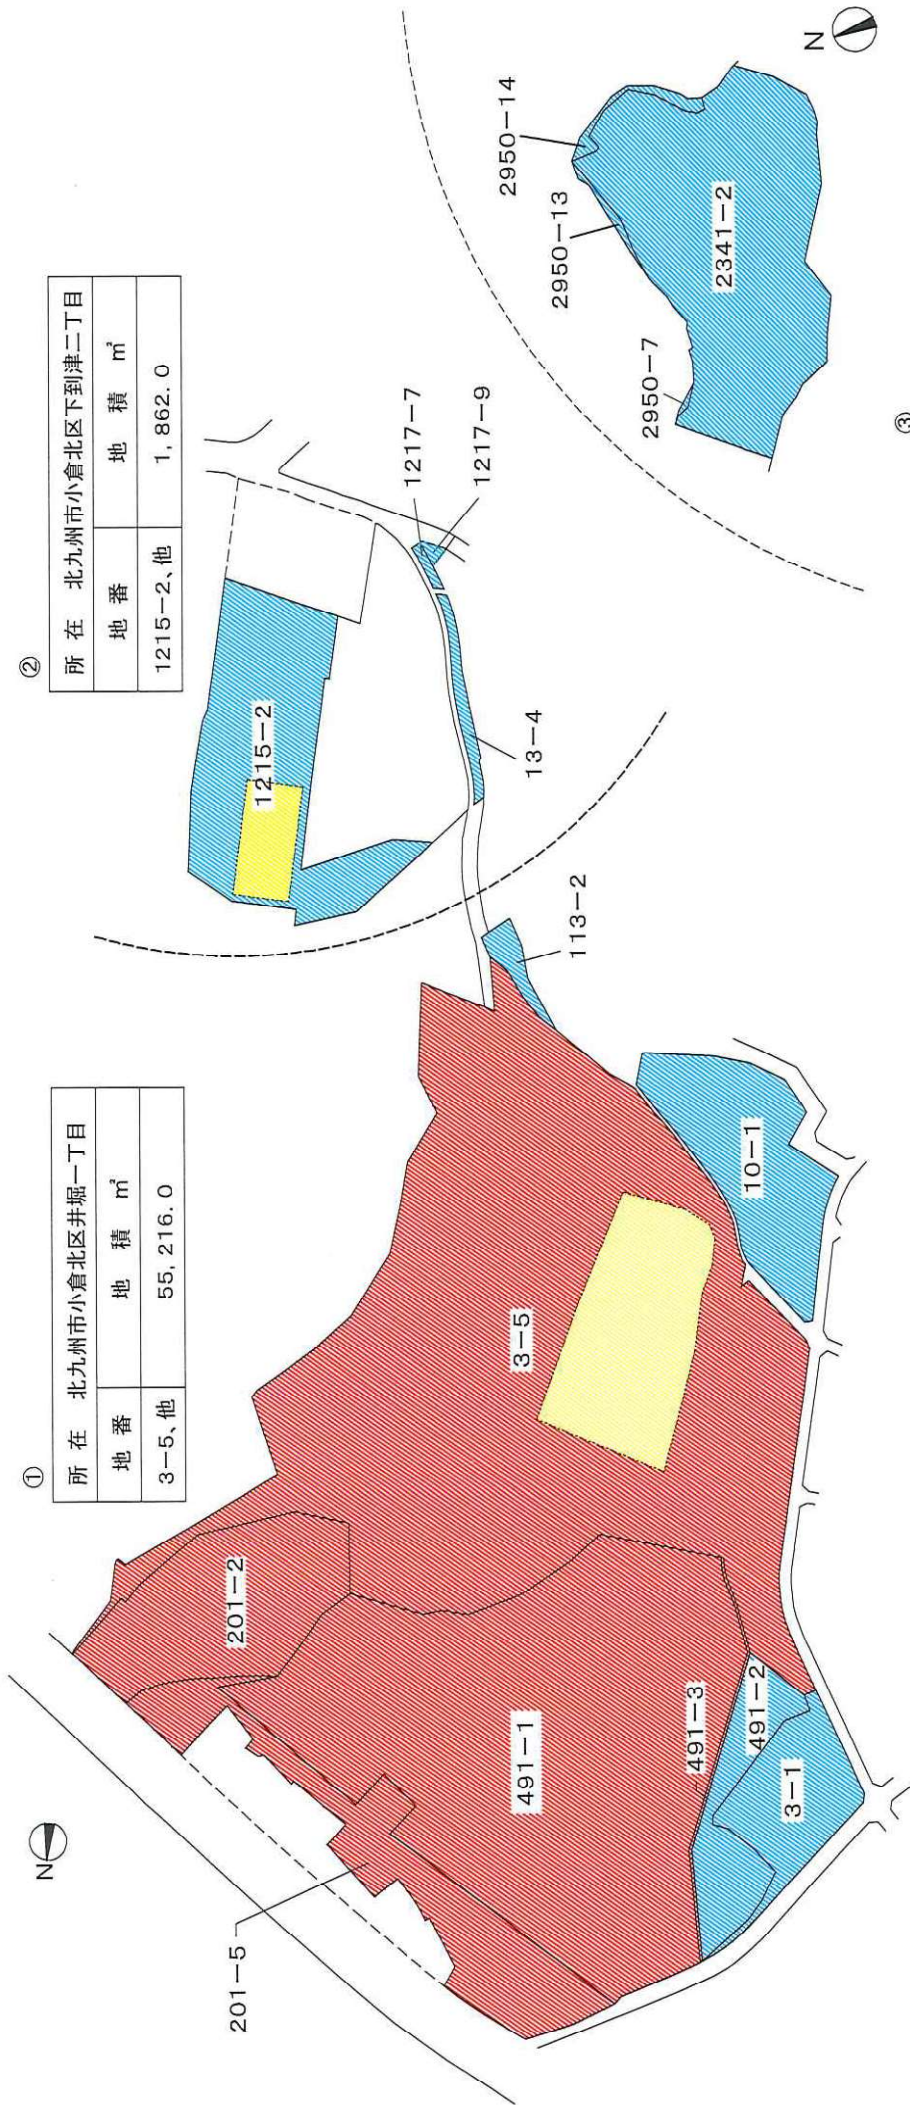 ①
所在 北九州市小倉北区井堀一丁目
地番 地積 ㎡
3-5、他 55,216.0
②
所在 北九州市小倉北区下到津二丁目
地番 地積 ㎡
1215-2、他 1,862.0
N
201-5
201-2
491-1
491-3
491-2
3-1
3-5
10-1
113-2
1215-2
13-4
1217-7
1217-9
③
2950-7
2950-13
2950-14
2341-2
N